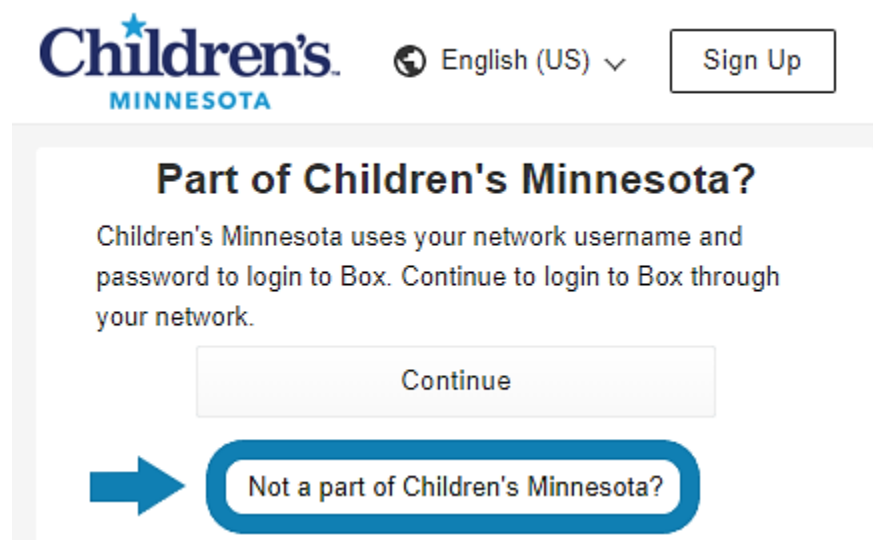 Children's™
MINNESOTA
English (US)
Sign Up
Part of Children's Minnesota?
Children's Minnesota uses your network username and
password to login to Box. Continue to login to Box through
your network.
Continue
Not a part of Children's Minnesota?